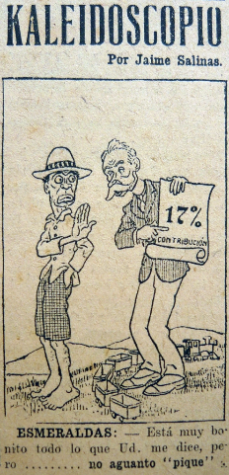 KALEIDOSCOPIO
Por Jaime Salinas.
17%
CONTRIBUCIÓN
ESMERALDAS: — Está muy bo-
nito todo lo que Ud. me dice, pe-
ro .......... no aguanto "pique".